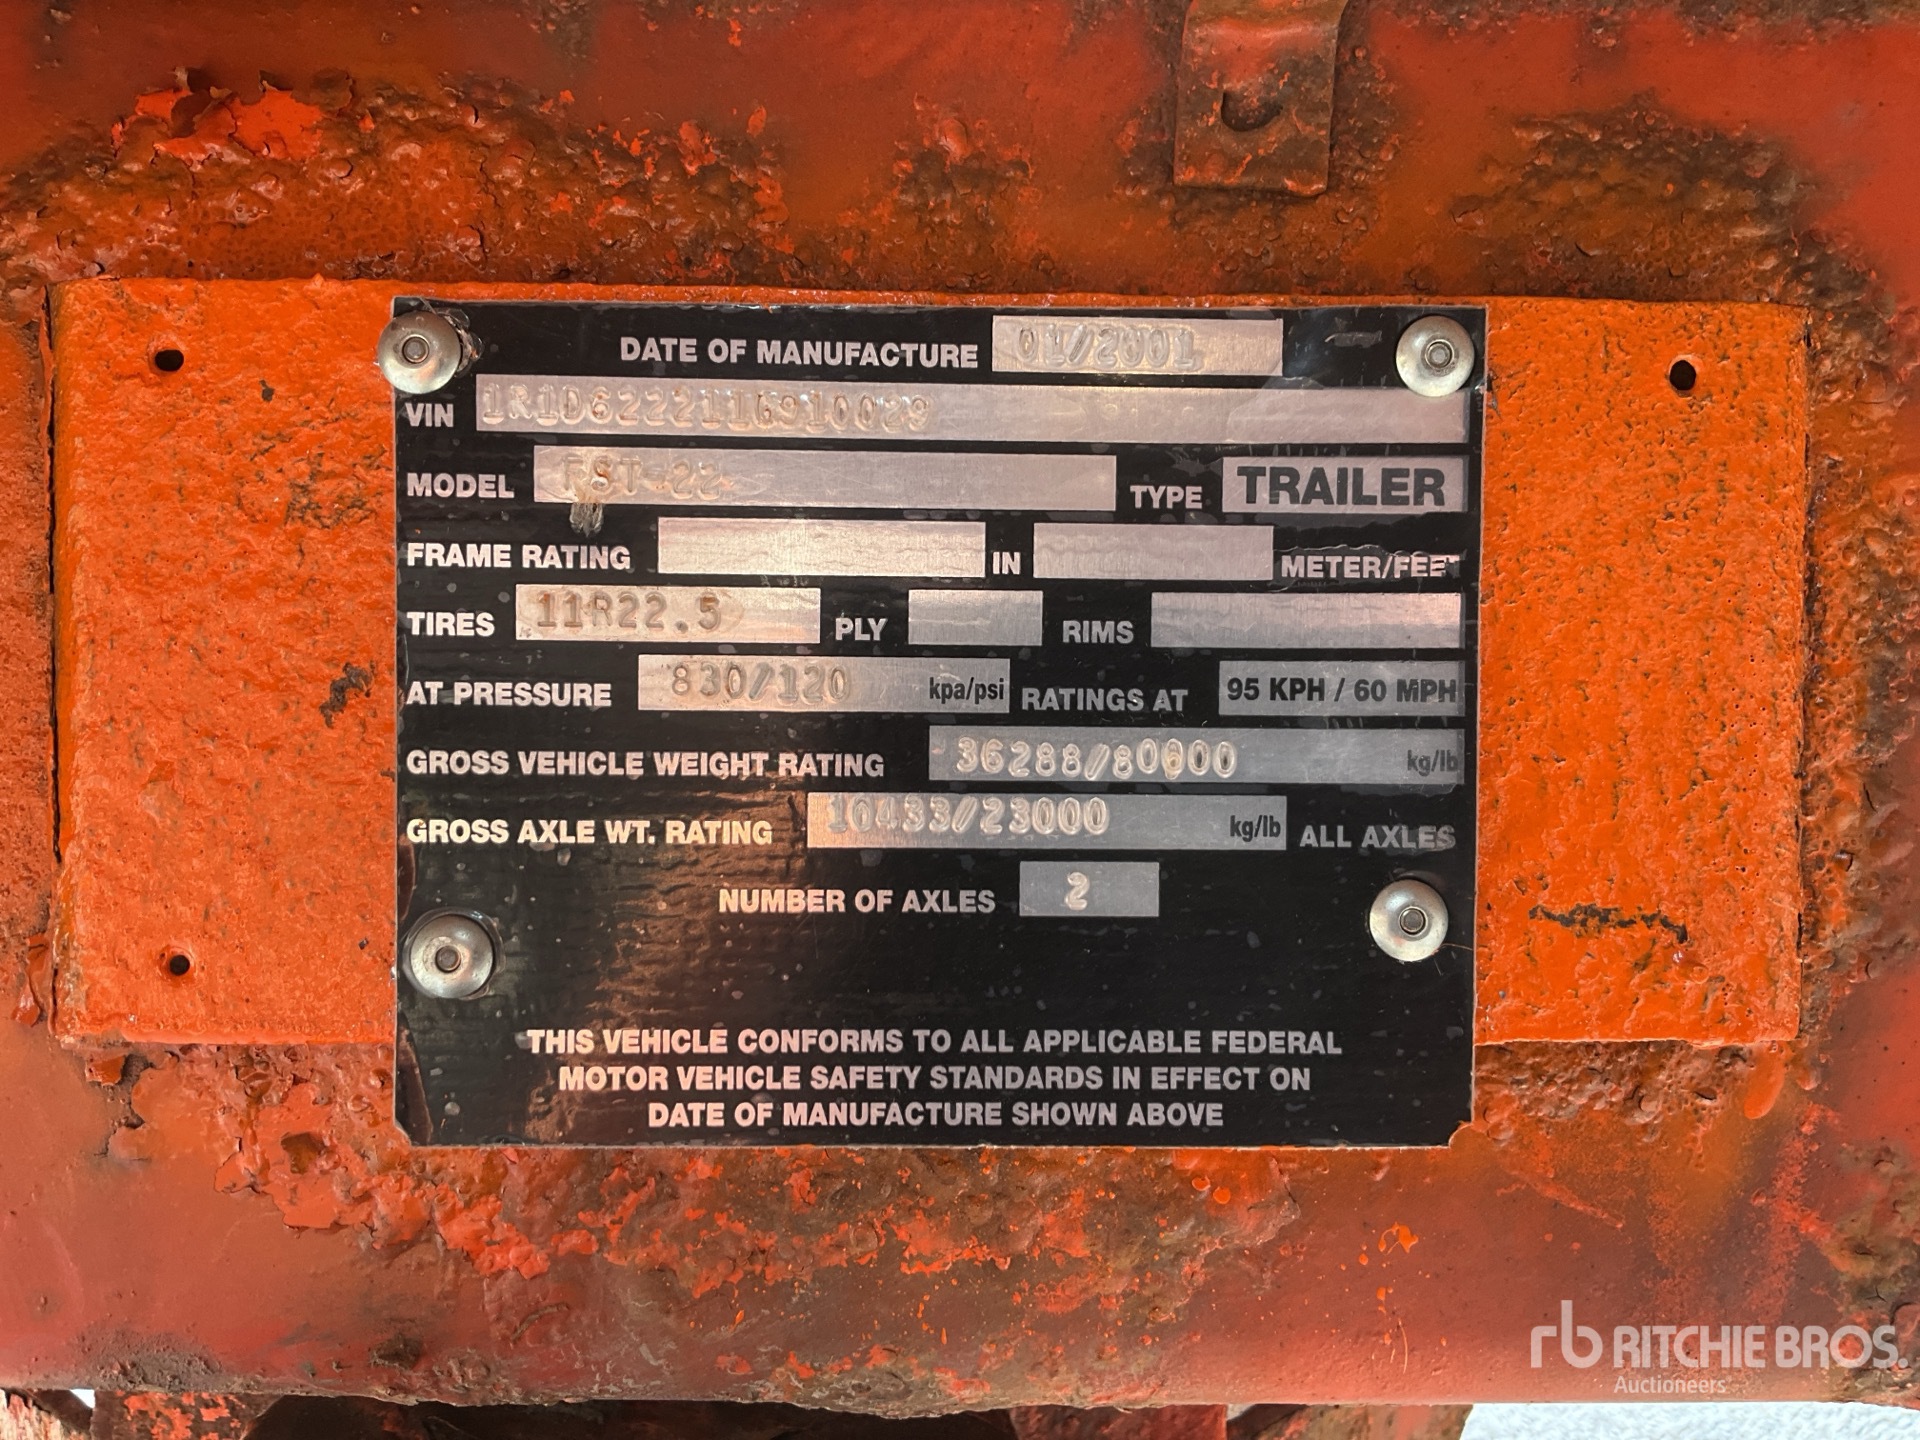 DATE OF MANUFACTURE 01/2001
VIN
MODEL RST-22 TYPE TRAILER
FRAME RATING IN METER/FEET
TIRES 11R22.5 PLY RIMS
AT PRESSURE 830/120 kpa/psi RATINGS AT 95 KPH / 60 MPH
GROSS VEHICLE WEIGHT RATING 36288/80000 kg/lb
GROSS AXLE WT. RATING 10433/23000 kg/lb ALL AXLES
NUMBER OF AXLES 2
THIS VEHICLE CONFORMS TO ALL APPLICABLE FEDERAL
MOTOR VEHICLE SAFETY STANDARDS IN EFFECT ON
DATE OF MANUFACTURE SHOWN ABOVE
rb RITCHIE BROS.
Auctioneers